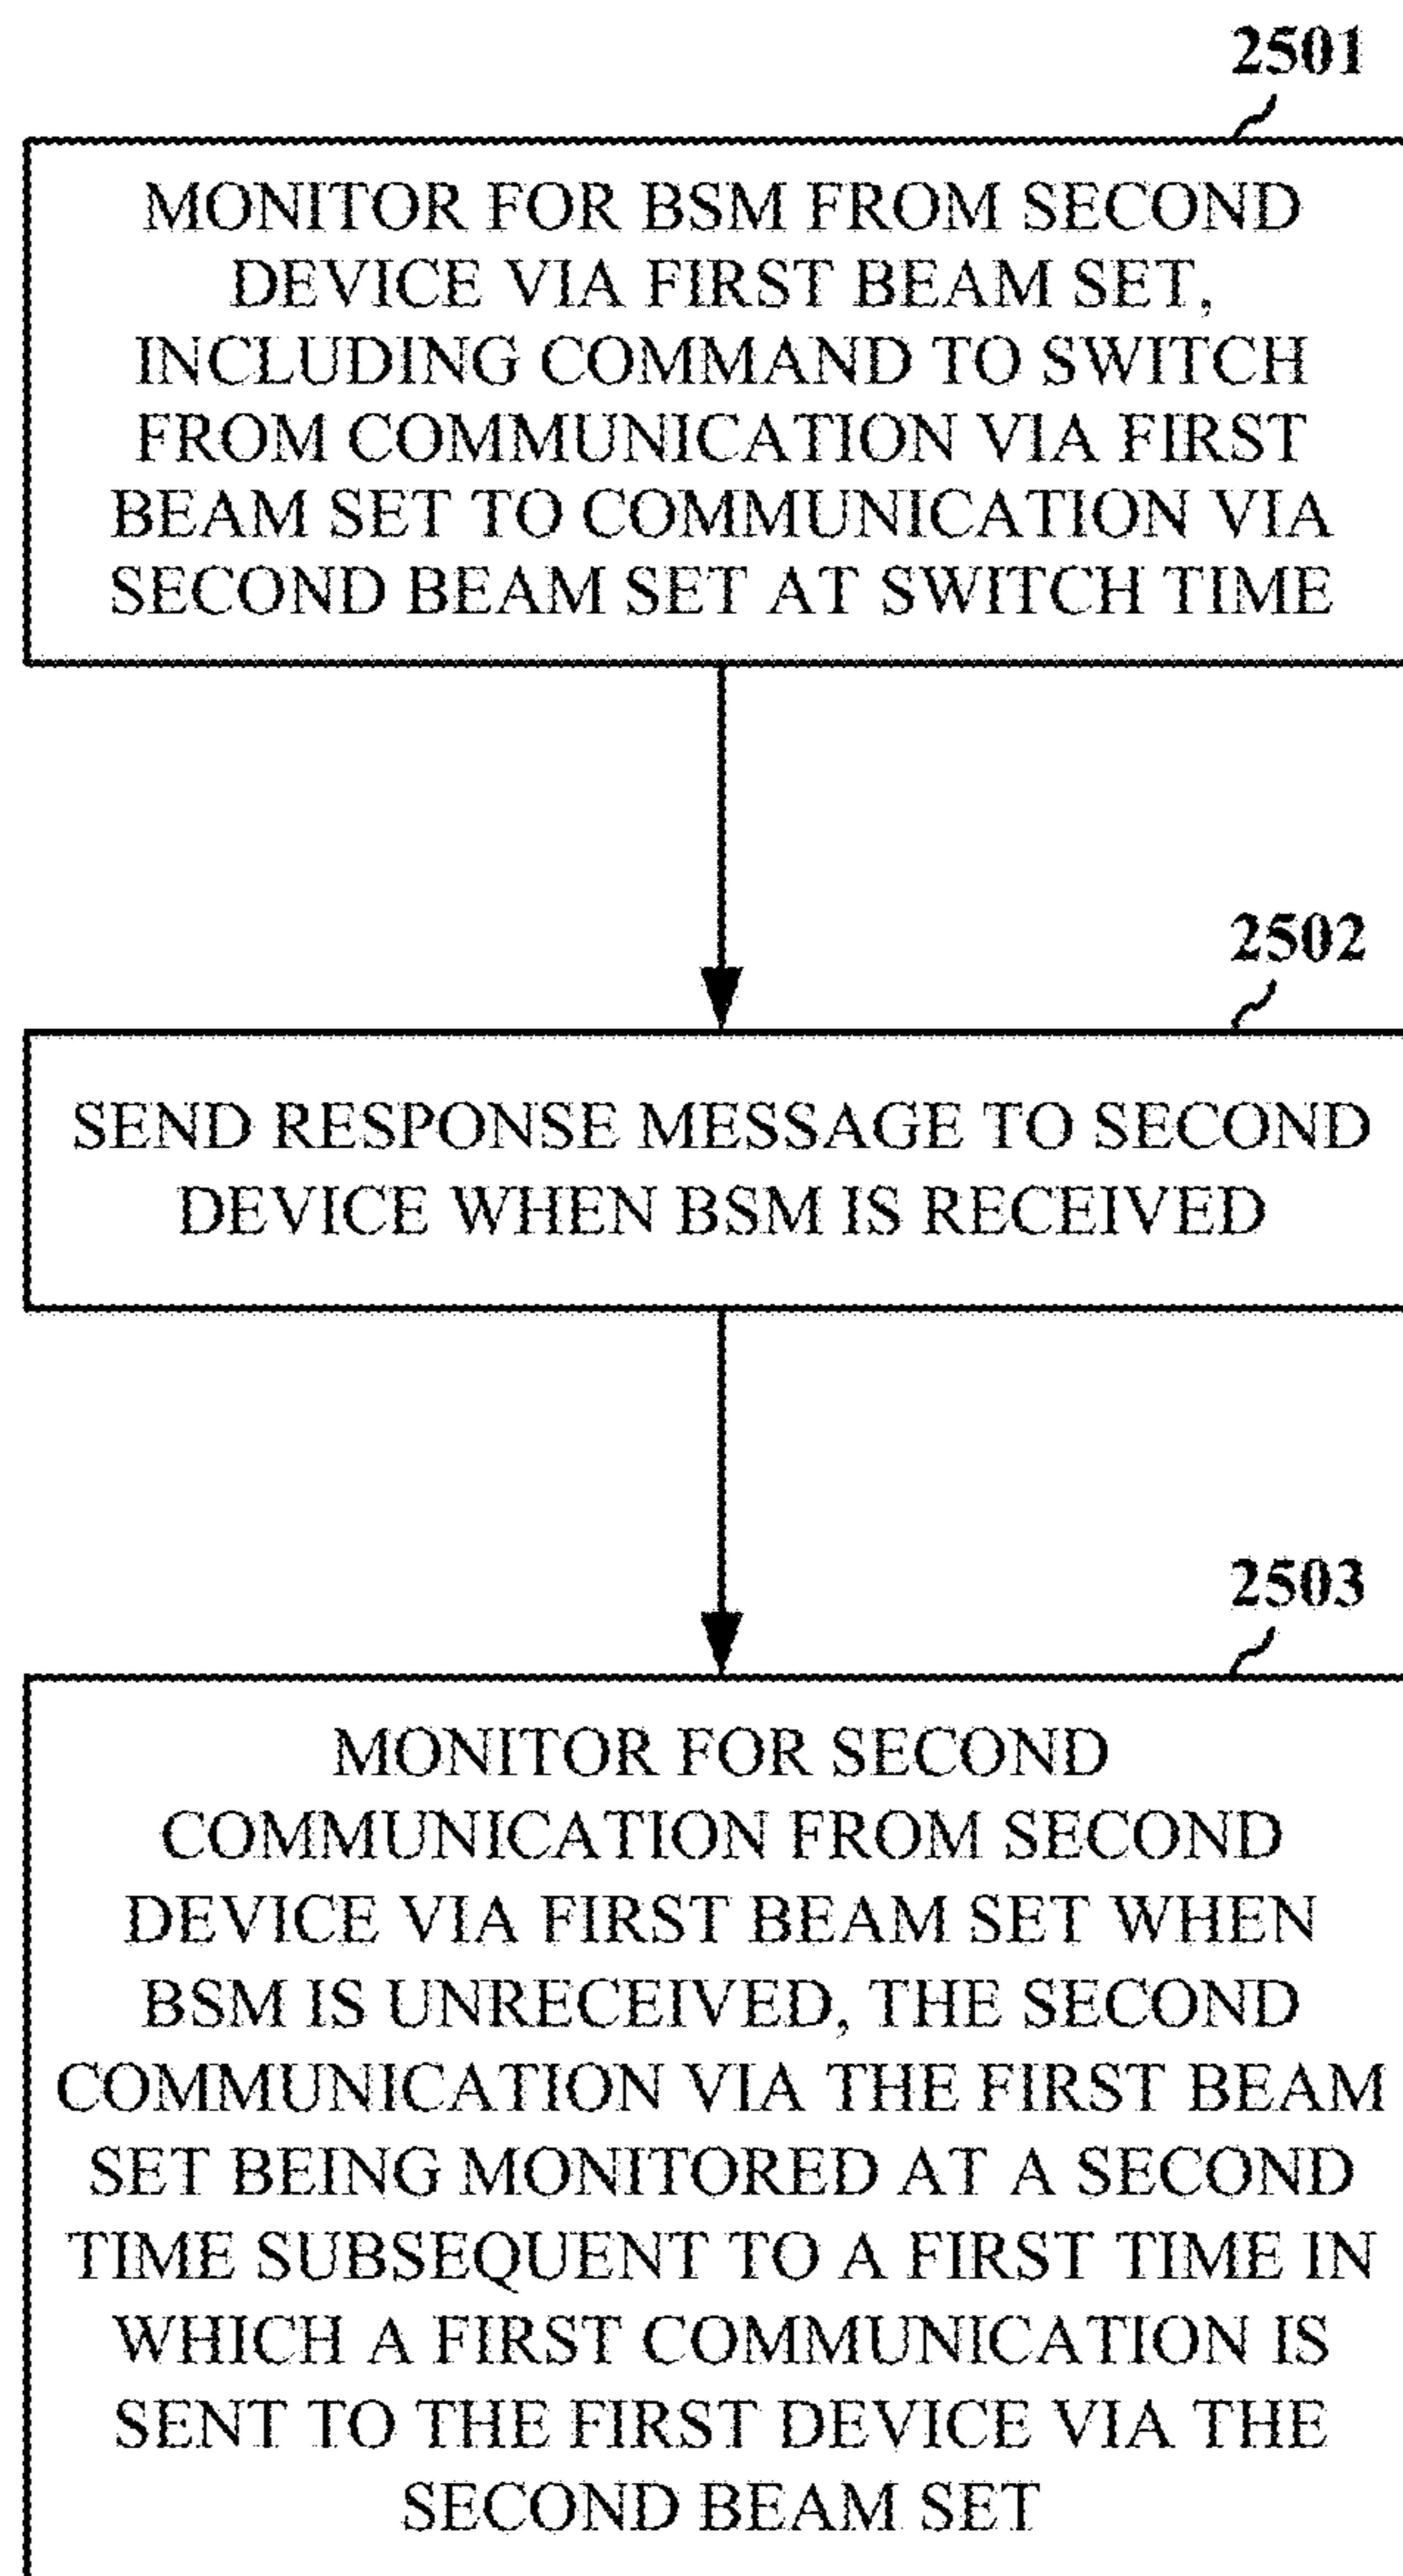 2501
MONITOR FOR BSM FROM SECOND
DEVICE VIA FIRST BEAM SET,
INCLUDING COMMAND TO SWITCH
FROM COMMUNICATION VIA FIRST
BEAM SET TO COMMUNICATION VIA
SECOND BEAM SET AT SWITCH TIME
2502
SEND RESPONSE MESSAGE TO SECOND
DEVICE WHEN BSM IS RECEIVED
2503
MONITOR FOR SECOND
COMMUNICATION FROM SECOND
DEVICE VIA FIRST BEAM SET WHEN
BSM IS UNRECEIVED, THE SECOND
COMMUNICATION VIA THE FIRST BEAM
SET BEING MONITORED AT A SECOND
TIME SUBSEQUENT TO A FIRST TIME IN
WHICH A FIRST COMMUNICATION IS
SENT TO THE FIRST DEVICE VIA THE
SECOND BEAM SET